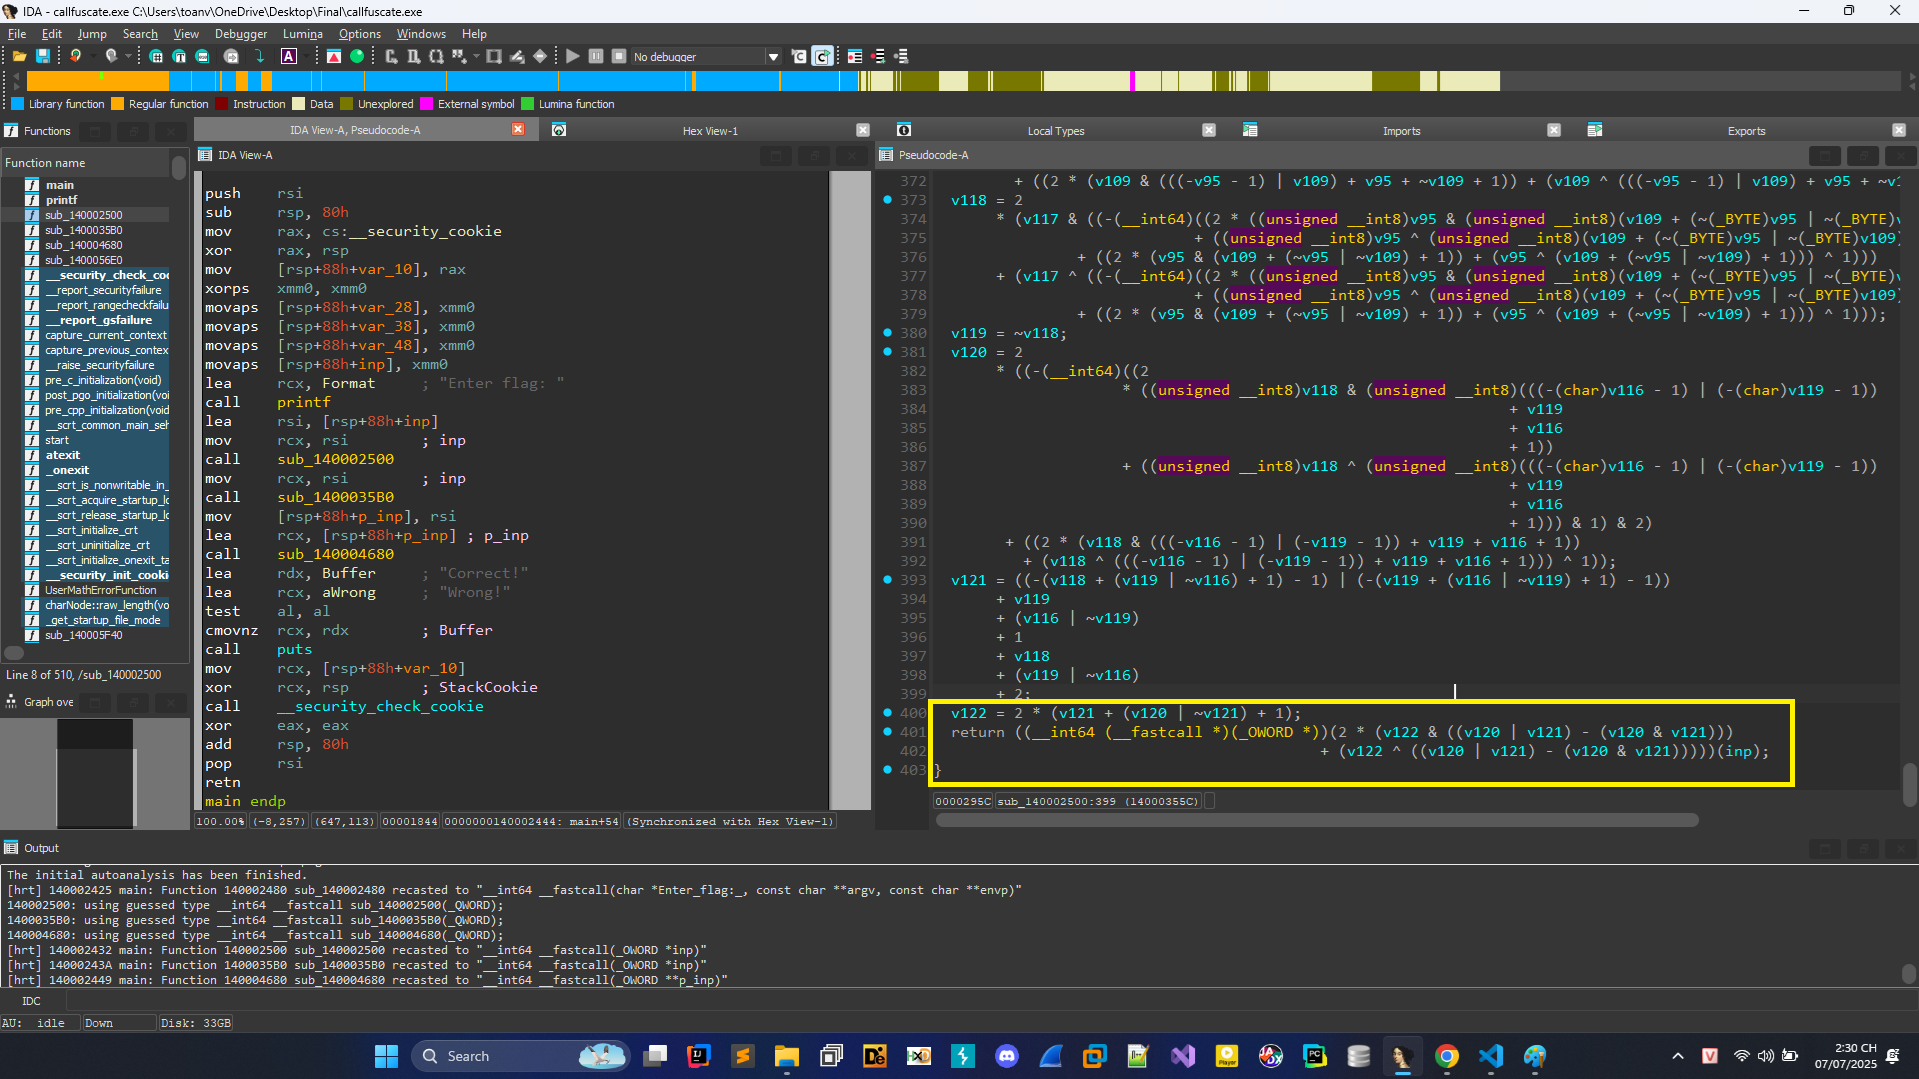 IDA - callfuscate.exe C:\Users\toanv\OneDrive\Desktop\Final\callfuscate.exe
File Edit Jump Search View Debugger Lumina Options Windows Help
No debugger
Library function Regular function Instruction Data Unexplored External symbol Lumina function
Functions
Function name
main
printf
sub_140002500
sub_1400035B0
sub_140004680
sub_1400056E0
__security_check_coo
__report_securityfailure
__report_rangecheckfailu
__report_gsfailure
capture_current_context
capture_previous_contex
__raise_securityfailure
pre_c_initialization(void)
post_pgo_initialization(voi
pre_cpp_initialization(void
__scrt_common_main_seh
start
atexit
_onexit
__scrt_is_nonwritable_in_
__scrt_acquire_startup_lo
__scrt_release_startup_lo
__scrt_initialize_crt
__scrt_uninitialize_crt
__scrt_initialize_onexit_ta
__security_init_cooki
UserMathErrorFunction
charNode::raw_length(vo
_get_startup_file_mode
sub_140005F40
Line 8 of 510, /sub_140002500
Graph ove
IDA View-A, Pseudocode-A
Hex View-1
Local Types
Imports
Exports
IDA View-A
push rsi
sub rsp, 80h
mov rax, cs:__security_cookie
xor rax, rsp
mov [rsp+88h+var_10], rax
xorps xmm0, xmm0
movaps [rsp+88h+var_28], xmm0
movaps [rsp+88h+var_38], xmm0
movaps [rsp+88h+var_48], xmm0
movaps [rsp+88h+inp], xmm0
lea rcx, Format ; "Enter flag: "
call printf
lea rsi, [rsp+88h+inp]
mov rcx, rsi ; inp
call sub_140002500
mov rcx, rsi ; inp
call sub_1400035B0
mov [rsp+88h+p_inp], rsi
lea rcx, [rsp+88h+p_inp] ; p_inp
call sub_140004680
lea rdx, Buffer ; "Correct!"
lea rcx, aWrong ; "Wrong!"
test al, al
cmovnz rcx, rdx ; Buffer
call puts
mov rcx, [rsp+88h+var_10]
xor rcx, rsp ; StackCookie
call __security_check_cookie
xor eax, eax
add rsp, 80h
pop rsi
retn
main endp
100.00% (-8,257) (647,113) 00001844 0000000140002444: main+54 (Synchronized with Hex View-1)
Pseudocode-A
372 + ((2 * (v109 & (((-v95 - 1) | v109) + v95 + ~v109 + 1)) + (v109 ^ (((-v95 - 1) | v109) + v95 + ~v1
373 v118 = 2
374 * (v117 & ((-(__int64)((2 * ((unsigned __int8)v95 & (unsigned __int8)(v109 + (~(_BYTE)v95 | ~(_BYTE)v
375 + ((unsigned __int8)v95 ^ (unsigned __int8)(v109 + (~(_BYTE)v95 | ~(_BYTE)v109)
376 + ((2 * (v95 & (v109 + (~v95 | ~v109) + 1)) + (v95 ^ (v109 + (~v95 | ~v109) + 1))) ^ 1)))
377 + (v117 ^ ((-(__int64)((2 * ((unsigned __int8)v95 & (unsigned __int8)(v109 + (~(_BYTE)v95 | ~(_BYTE)v
378 + ((unsigned __int8)v95 ^ (unsigned __int8)(v109 + (~(_BYTE)v95 | ~(_BYTE)v109)
379 + ((2 * (v95 & (v109 + (~v95 | ~v109) + 1)) + (v95 ^ (v109 + (~v95 | ~v109) + 1))) ^ 1)));
380 v119 = ~v118;
381 v120 = 2
382 * ((-(__int64)((2
383 * ((unsigned __int8)v118 & (unsigned __int8)(((-(char)v116 - 1) | (-(char)v119 - 1))
384 + v119
385 + v116
386 + 1))
387 + ((unsigned __int8)v118 ^ (unsigned __int8)(((-(char)v116 - 1) | (-(char)v119 - 1))
388 + v119
389 + v116
390 + 1))) & 1) & 2)
391 + ((2 * (v118 & (((-v116 - 1) | (-v119 - 1)) + v119 + v116 + 1))
392 + (v118 ^ (((-v116 - 1) | (-v119 - 1)) + v119 + v116 + 1))) ^ 1));
393 v121 = ((-(v118 + (v119 | ~v116) + 1) - 1) | (-(v119 + (v116 | ~v119) + 1) - 1))
394 + v119
395 + (v116 | ~v119)
396 + 1
397 + v118
398 + (v119 | ~v116)
399 + 2;
400 v122 = 2 * (v121 + (v120 | ~v121) + 1);
401 return ((__int64 (__fastcall *)(_OWORD *))(2 * (v122 & ((v120 | v121) - (v120 & v121)))
402 + (v122 ^ ((v120 | v121) - (v120 & v121)))))(inp);
403 }
0000295C sub_140002500:399 (14000355C)
Output
The initial autoanalysis has been finished.
[hrt] 140002425 main: Function 140002480 sub_140002480 recasted to "__int64 __fastcall(char *Enter_flag:_, const char **argv, const char **envp)"
140002500: using guessed type __int64 __fastcall sub_140002500(_QWORD);
1400035B0: using guessed type __int64 __fastcall sub_1400035B0(_QWORD);
140004680: using guessed type __int64 __fastcall sub_140004680(_QWORD);
[hrt] 140002432 main: Function 140002500 sub_140002500 recasted to "__int64 __fastcall(_OWORD *inp)"
[hrt] 14000243A main: Function 1400035B0 sub_1400035B0 recasted to "__int64 __fastcall(_OWORD *inp)"
[hrt] 140002449 main: Function 140004680 sub_140004680 recasted to "__int64 __fastcall(_OWORD **p_inp)"
IDC
AU: idle Down Disk: 33GB
Search
2:30 CH
07/07/2025